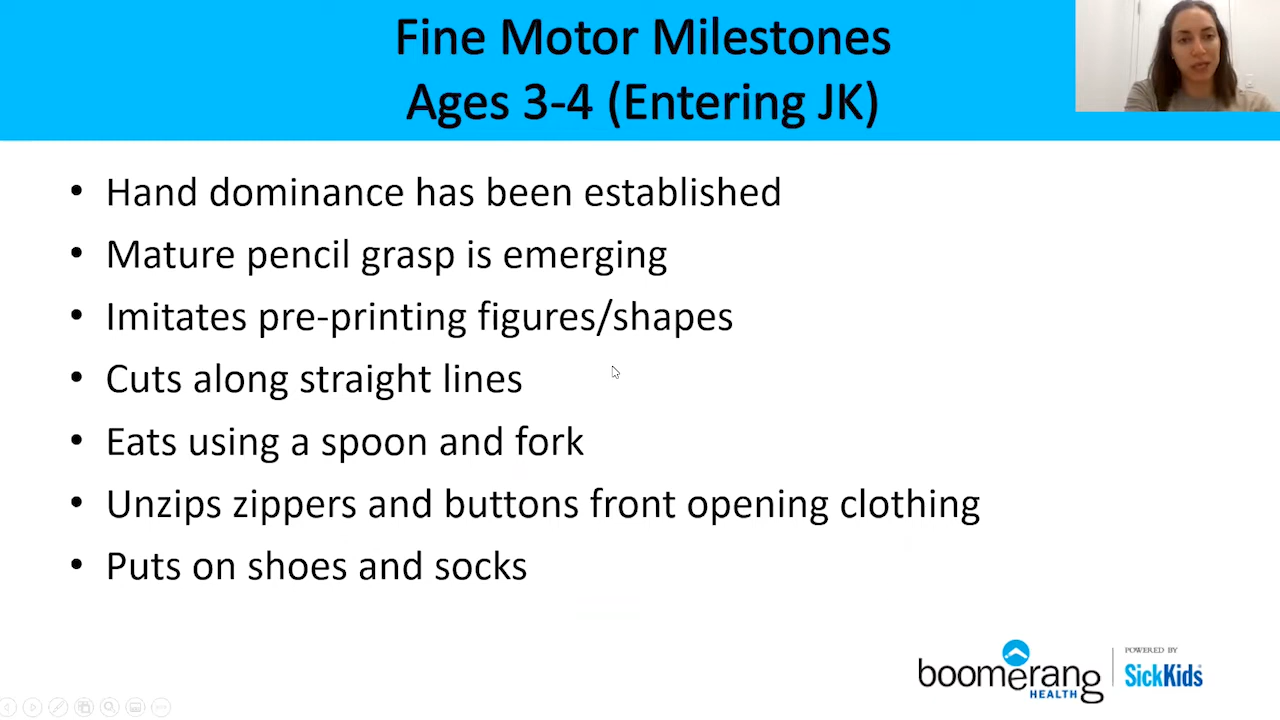 Fine Motor Milestones
Ages 3-4 (Entering JK)
• Hand dominance has been established
• Mature pencil grasp is emerging
• Imitates pre-printing figures/shapes
• Cuts along straight lines
• Eats using a spoon and fork
• Unzips zippers and buttons front opening clothing
• Puts on shoes and socks
boomerang
HEALTH
POWERED BY
SickKids